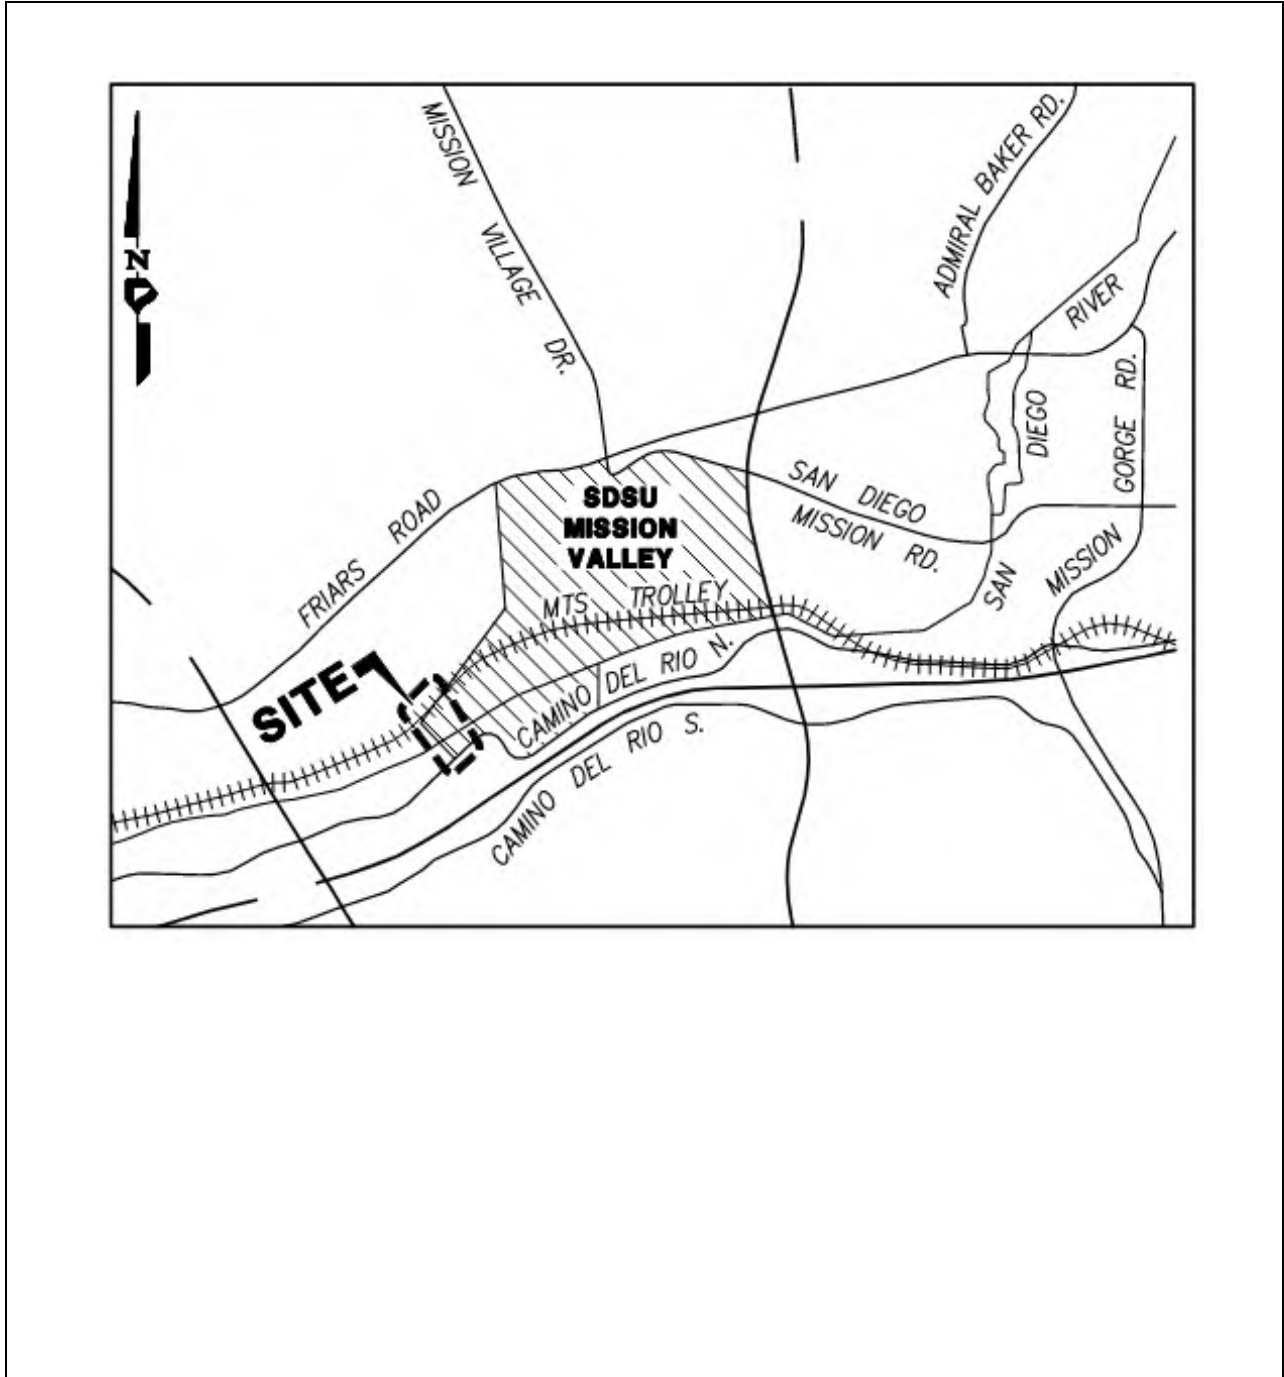 MISSION VILLAGE DR.
ADMIRAL BAKER RD.
N
SAN DIEGO RIVER
MISSION GORGE RD.
FRIARS ROAD
SDSU
MISSION
VALLEY
SAN DIEGO
MISSION RD.
MTS TROLLEY
SITE
CAMINO DEL RIO N.
CAMINO DEL RIO S.